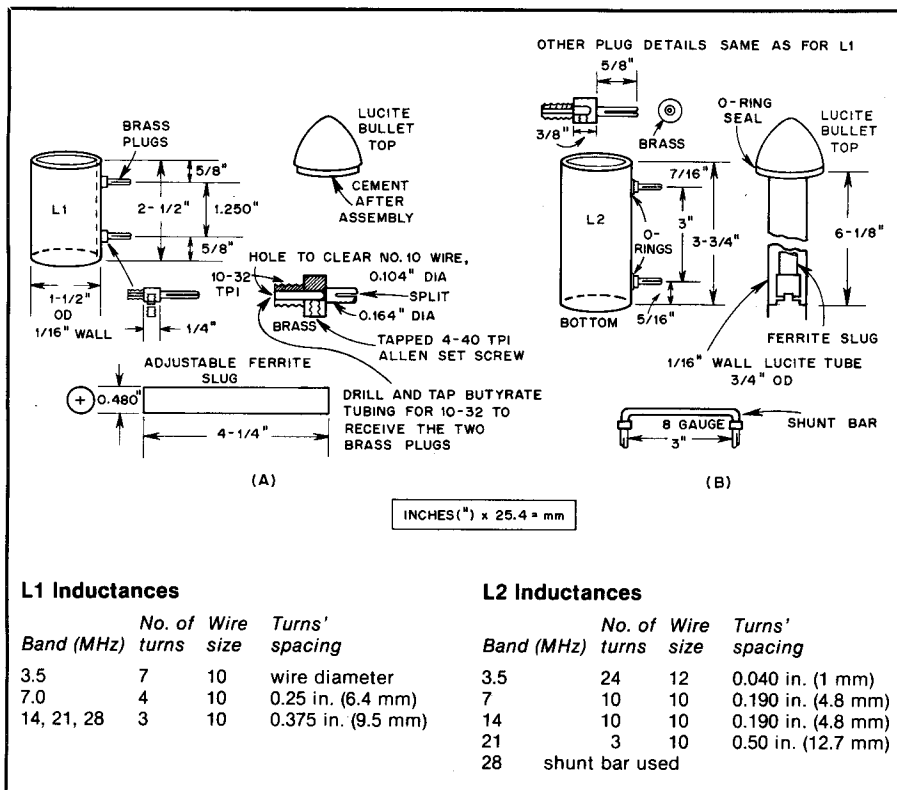 OTHER PLUG DETAILS SAME AS FOR L1
5/8"
BRASS
PLUGS
LUCITE
BULLET
TOP
O-RING
SEAL
LUCITE
BULLET
TOP
3/8"
BRASS
5/8"
L1
2-1/2"
1.250"
5/8"
CEMENT
AFTER
ASSEMBLY
7/16"
L2
3"
3-3/4"
O-
RINGS
6-1/8"
HOLE TO CLEAR NO. 10 WIRE,
0.104" DIA
10-32
TPI
SPLIT
0.164" DIA
BRASS
1-1/2"
OD
1/16" WALL
1/4"
TAPPED 4-40 TPI
ALLEN SET SCREW
BOTTOM
5/16"
FERRITE SLUG
1/16" WALL LUCITE TUBE
3/4" OD
ADJUSTABLE FERRITE
SLUG
0.480"
4-1/4"
DRILL AND TAP BUTYRATE
TUBING FOR 10-32 TO
RECEIVE THE TWO
BRASS PLUGS
8 GAUGE
3"
SHUNT BAR
(A)
(B)
INCHES(") x 25.4 = mm
L1 Inductances
Band (MHz) No. of turns Wire size Turns' spacing
3.5 7 10 wire diameter
7.0 4 10 0.25 in. (6.4 mm)
14, 21, 28 3 10 0.375 in. (9.5 mm)
L2 Inductances
Band (MHz) No. of turns Wire size Turns' spacing
3.5 24 12 0.040 in. (1 mm)
7 10 10 0.190 in. (4.8 mm)
14 10 10 0.190 in. (4.8 mm)
21 3 10 0.50 in. (12.7 mm)
28 shunt bar used